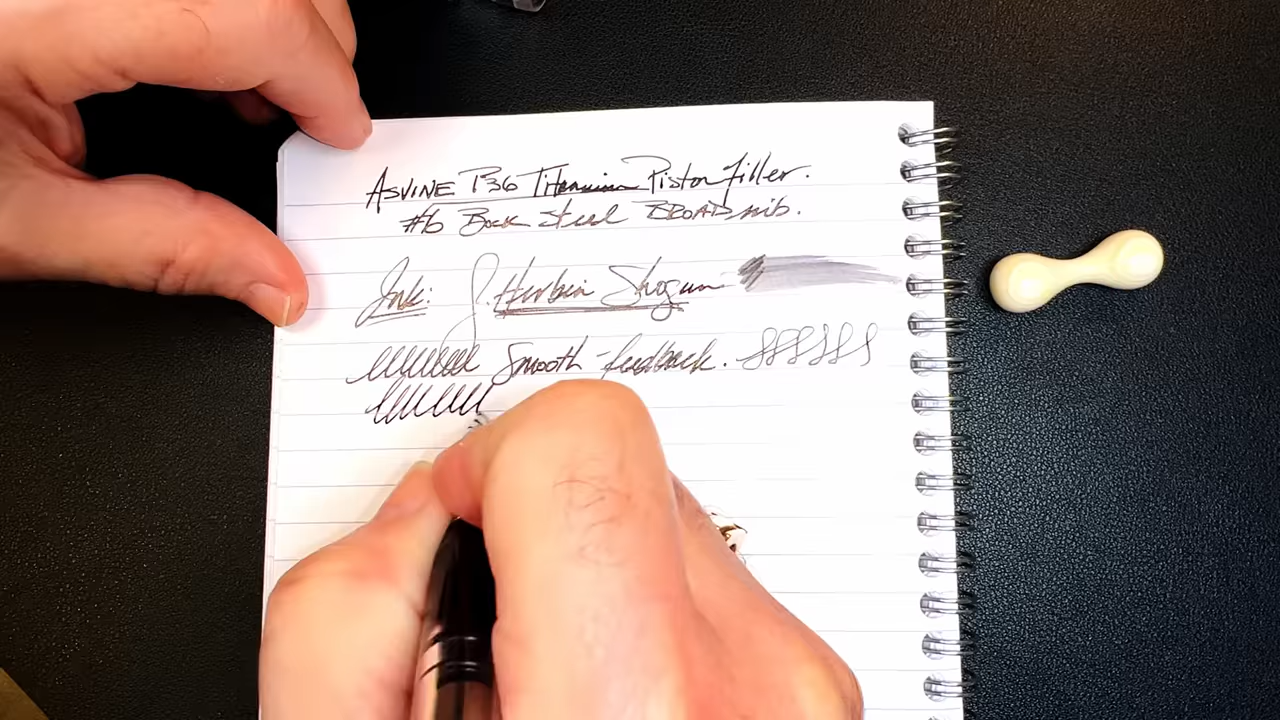 ASVINE P36 Titanium Piston filler.
#6 Bock steel BROAD nib.
Ink: J. Herbin Shogun
Smooth - feedback.